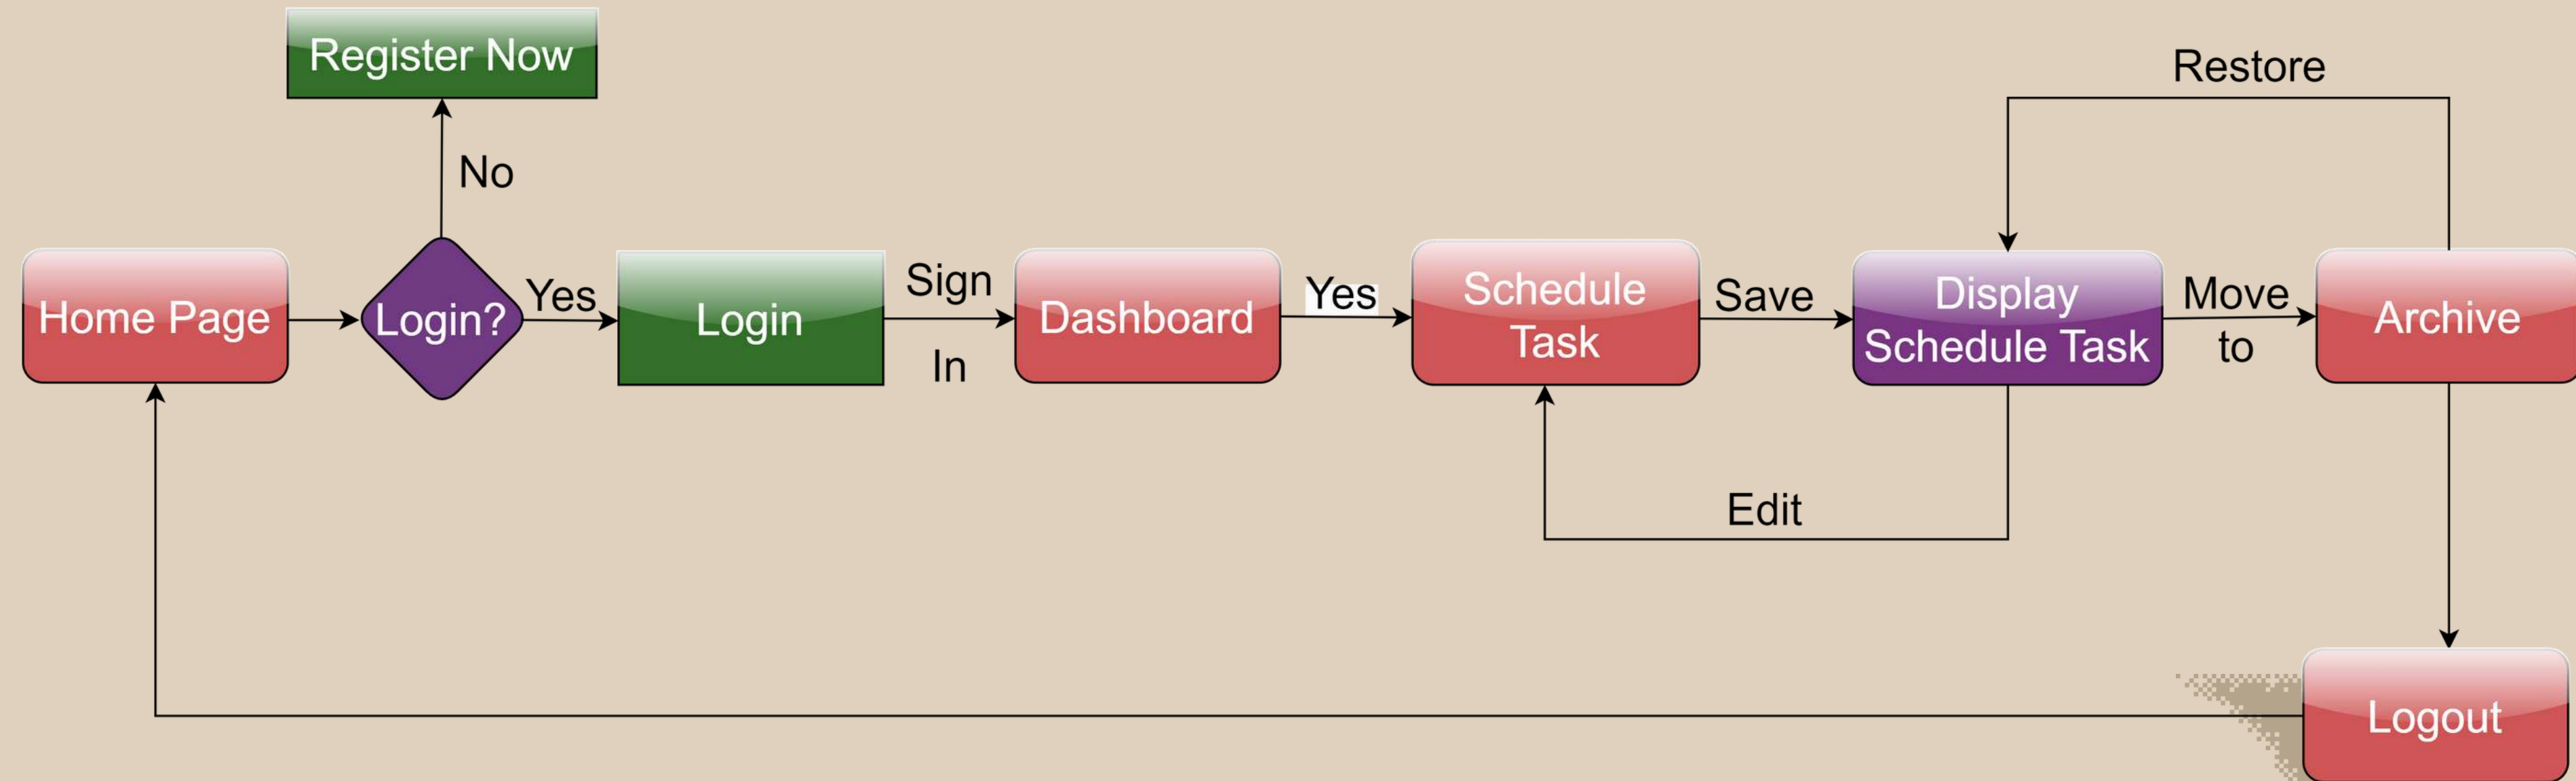 Register Now
Restore
No
Home Page
Login?
Yes
Login
Sign
In
Dashboard
Yes
Schedule
Task
Save
Display
Schedule Task
Move
to
Archive
Edit
Logout